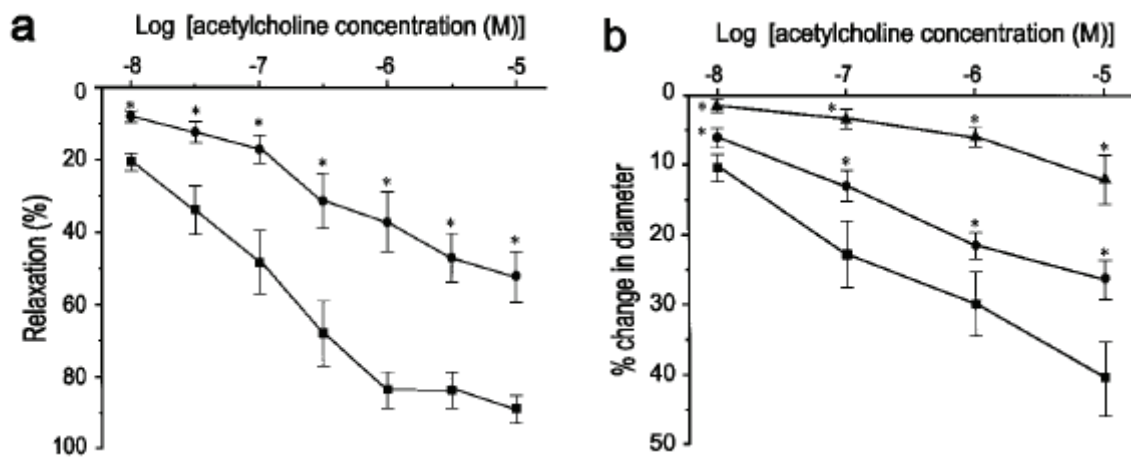 a
Log [acetylcholine concentration (M)]
-8 -7 -6 -5
0
20
40
60
80
100
Relaxation (%)
* * * * * * *
b
Log [acetylcholine concentration (M)]
-8 -7 -6 -5
0
10
20
30
40
50
% change in diameter
* * * *
* * * *